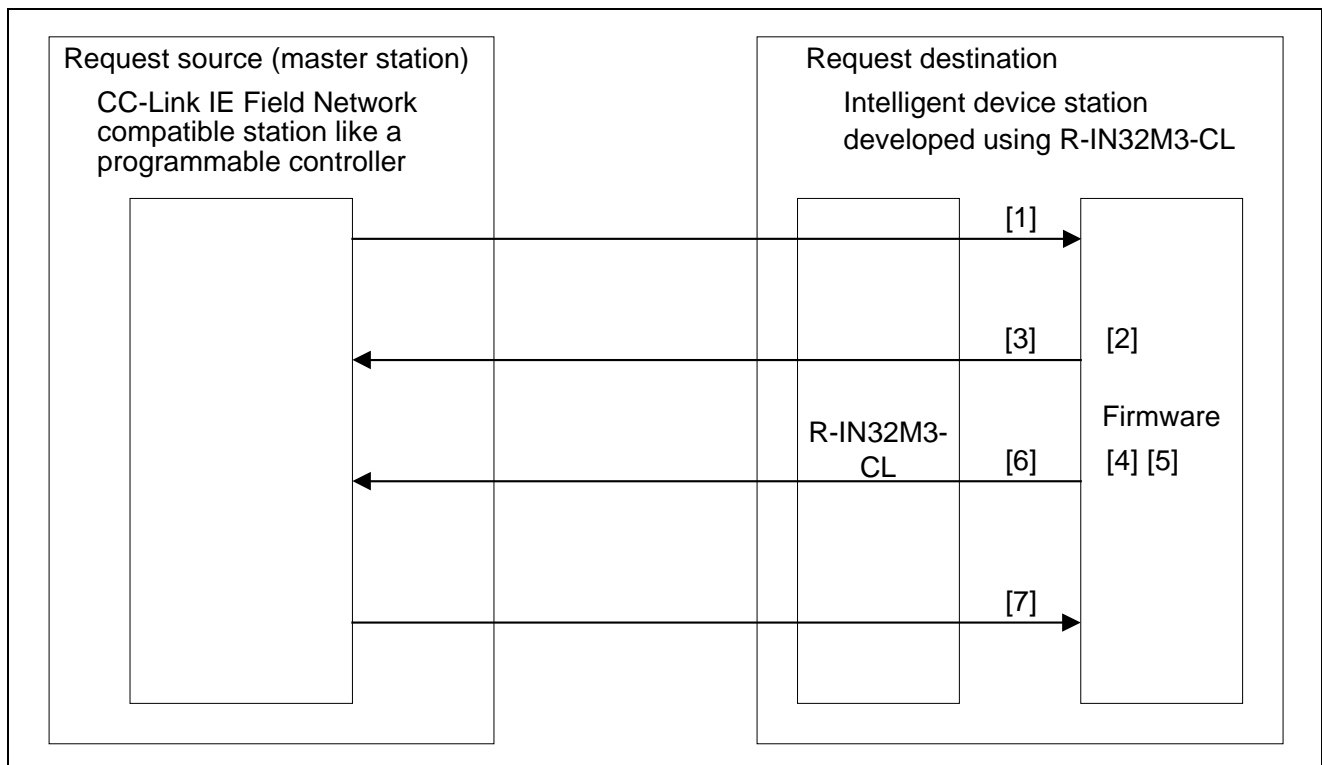 Request source (master station)
CC-Link IE Field Network
compatible station like a
programmable controller
Request destination
Intelligent device station
developed using R-IN32M3-CL
[1]
[3]
[2]
Firmware
R-IN32M3-
CL
[6]
[4] [5]
[7]